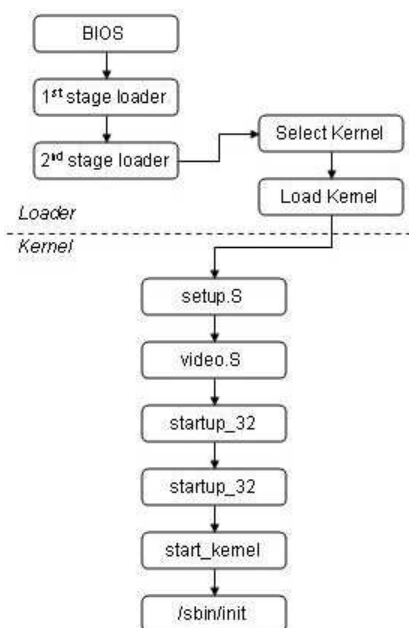 BIOS
1st stage loader
2nd stage loader
Select Kernel
Load Kernel
Loader
Kernel
setup.S
video.S
startup_32
startup_32
start_kernel
/sbin/init